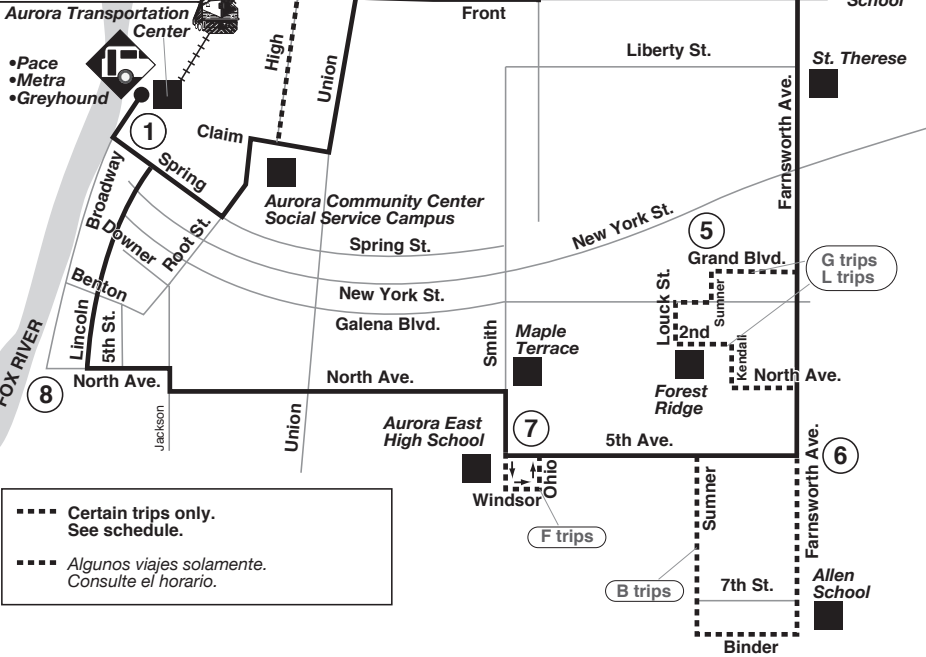 School
Aurora Transportation
Center
•Pace
•Metra
•Greyhound
1
Front
High
Union
Liberty St.
St. Therese
Farnsworth Ave.
Claim
Spring
Aurora Community Center
Social Service Campus
Broadway
Downer
Root St.
Benton
Spring St.
New York St.
New York St.
Galena Blvd.
5
Grand Blvd.
G trips
L trips
Louck St.
Sumner
2nd
Kendall
North Ave.
Forest
Ridge
Smith
Maple
Terrace
Lincoln
5th St.
FOX RIVER
8
North Ave.
North Ave.
Jackson
Union
Aurora East
High School
7
5th Ave.
6
Farnsworth Ave.
Windsor
Ohio
F trips
Sumner
B trips
7th St.
Allen
School
Binder
Certain trips only.
See schedule.
Algunos viajes solamente.
Consulte el horario.